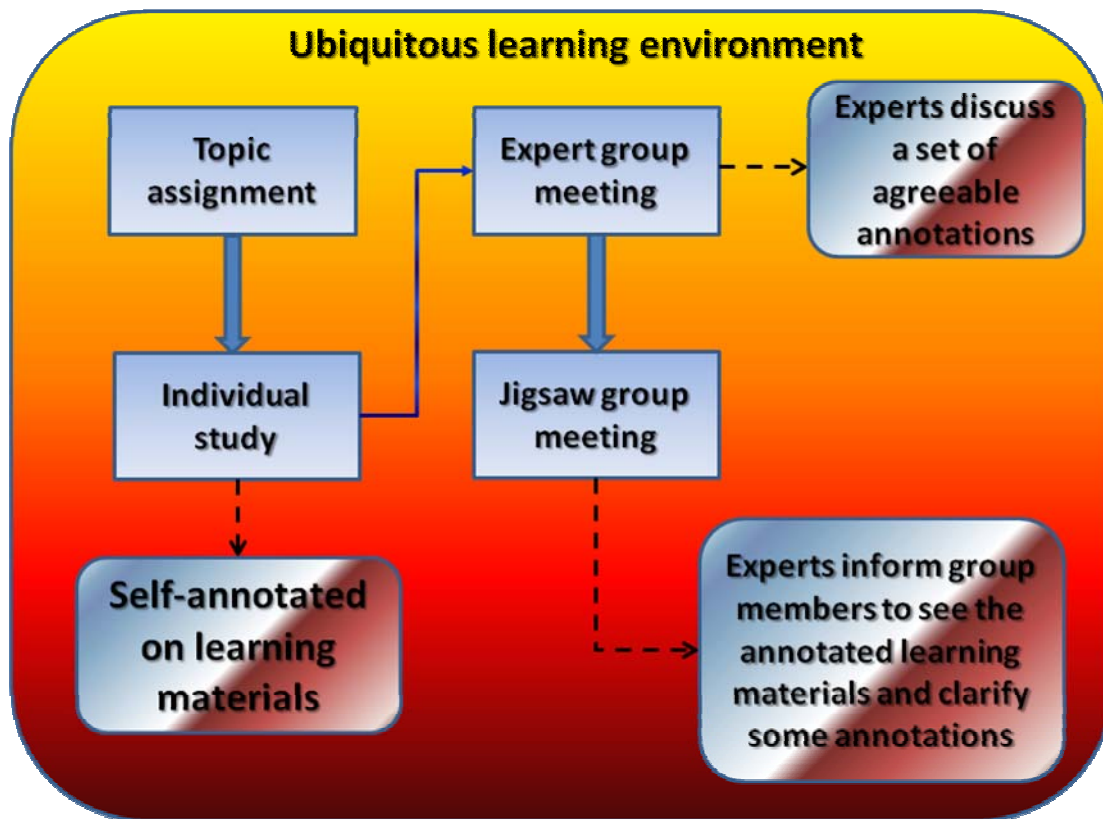 Ubiquitous learning environment
Topic
assignment
Expert group
meeting
Experts discuss
a set of
agreeable
annotations
Individual
study
Jigsaw group
meeting
Self-annotated
on learning
materials
Experts inform group
members to see the
annotated learning
materials and clarify
some annotations